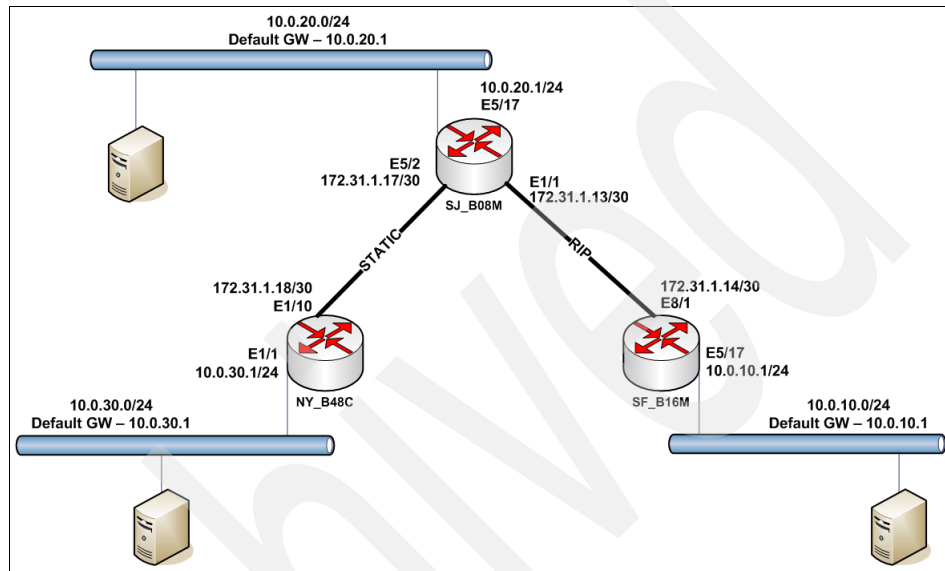 10.0.20.0/24
Default GW – 10.0.20.1
10.0.20.1/24
E5/17
E5/2
172.31.1.17/30
E1/1
172.31.1.13/30
SJ_B08M
STATIC
RIP
172.31.1.18/30
E1/10
172.31.1.14/30
E8/1
E1/1
10.0.30.1/24
E5/17
10.0.10.1/24
NY_B48C
SF_B16M
10.0.30.0/24
Default GW – 10.0.30.1
10.0.10.0/24
Default GW – 10.0.10.1